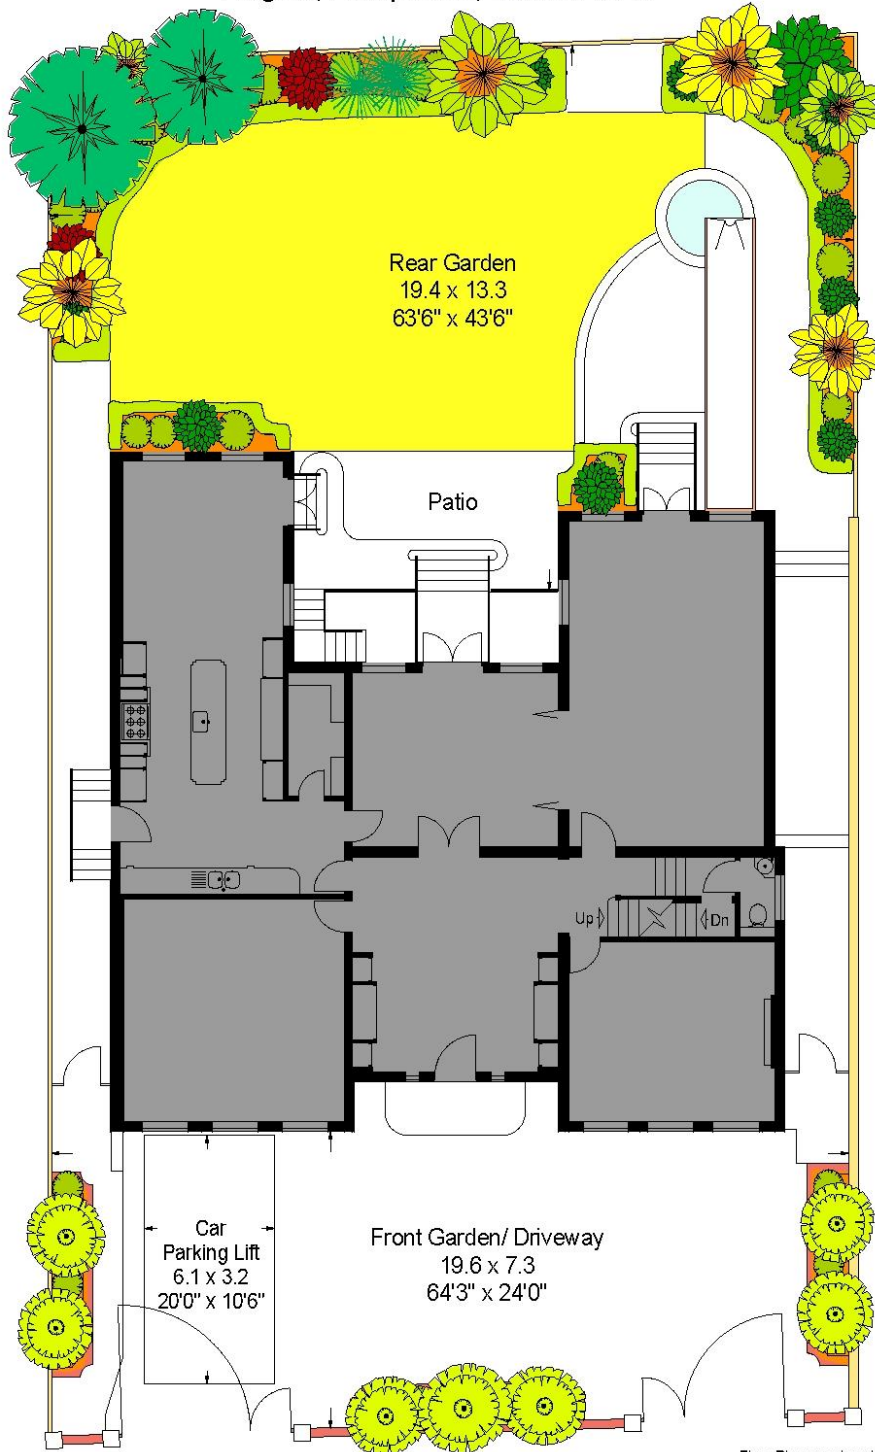 Rear Garden
19.4 x 13.3
63'6" x 43'6"
Patio
Up
Dn
Car
Parking Lift
6.1 x 3.2
20'0" x 10'6"
Front Garden/ Driveway
19.6 x 7.3
64'3" x 24'0"